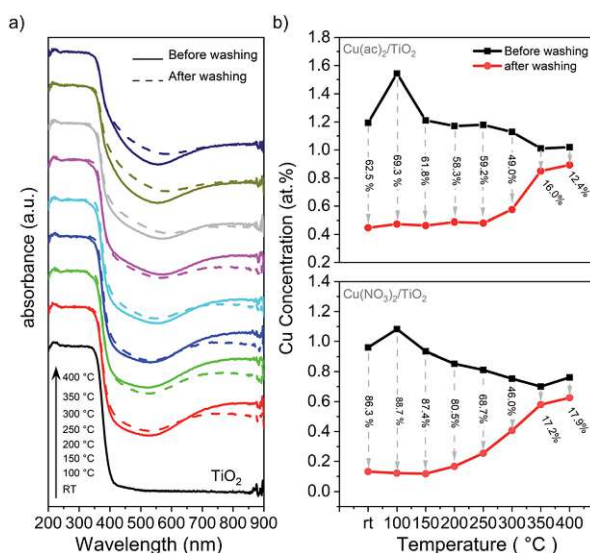 a)
Before washing
After washing
absorbance (a.u.)
400 °C
350 °C
300 °C
250 °C
200 °C
150 °C
100 °C
RT
TiO2
200 300 400 500 600 700 800 900
Wavelength (nm)
b)
Cu(ac)2/TiO2
Before washing
after washing
1.8
1.6
1.4
1.2
1.0
0.8
0.6
0.4
0.2
62.5 %
69.3 %
61.8%
58.3%
59.2%
49.0%
16.0%
12.4%
Cu Concentration (at.%)
Cu(NO3)2/TiO2
1.4
1.2
1.0
0.8
0.6
0.4
0.2
0.0
86.3 %
88.7 %
87.4%
80.5%
68.7%
46.0%
17.2%
17.9%
rt 100 150 200 250 300 350 400
Temperature ( °C)